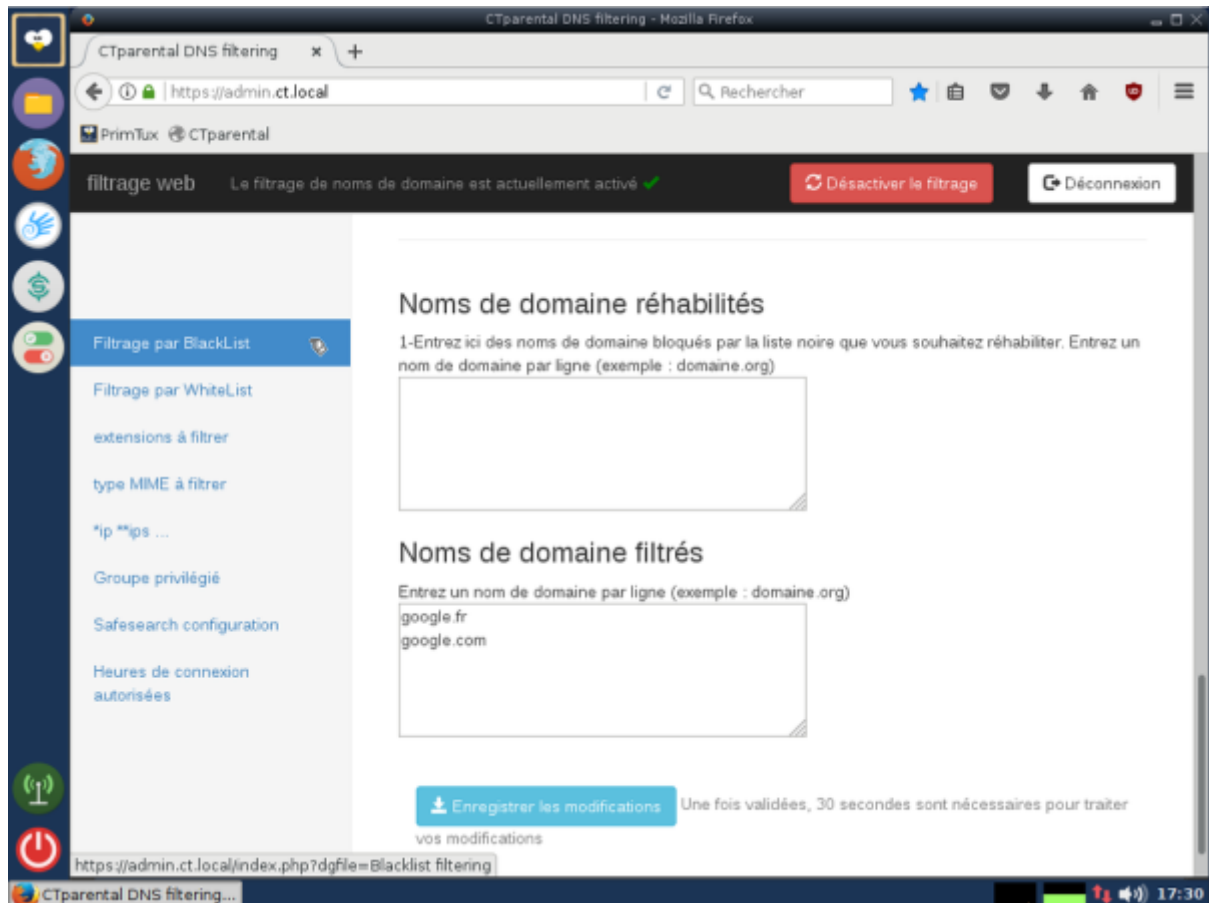 CTparental DNS filtering - Mozilla Firefox
CTparental DNS filtering
https://admin.ct.local
Rechercher
PrimTux CTparental
filtrage web Le filtrage de noms de domaine est actuellement activé Désactiver le filtrage Déconnexion
Filtrage par BlackList
Filtrage par WhiteList
extensions à filtrer
type MIME à filtrer
*ip **ips ...
Groupe privilégié
Safesearch configuration
Heures de connexion
autorisées
Noms de domaine réhabilités
1-Entrez ici des noms de domaine bloqués par la liste noire que vous souhaitez réhabiliter. Entrez un
nom de domaine par ligne (exemple : domaine.org)
Noms de domaine filtrés
Entrez un nom de domaine par ligne (exemple : domaine.org)
google.fr
google.com
Enregistrer les modifications Une fois validées, 30 secondes sont nécessaires pour traiter
vos modifications
https://admin.ct.local/index.php?dgfile=Blacklist filtering
CTparental DNS filtering... 17:30